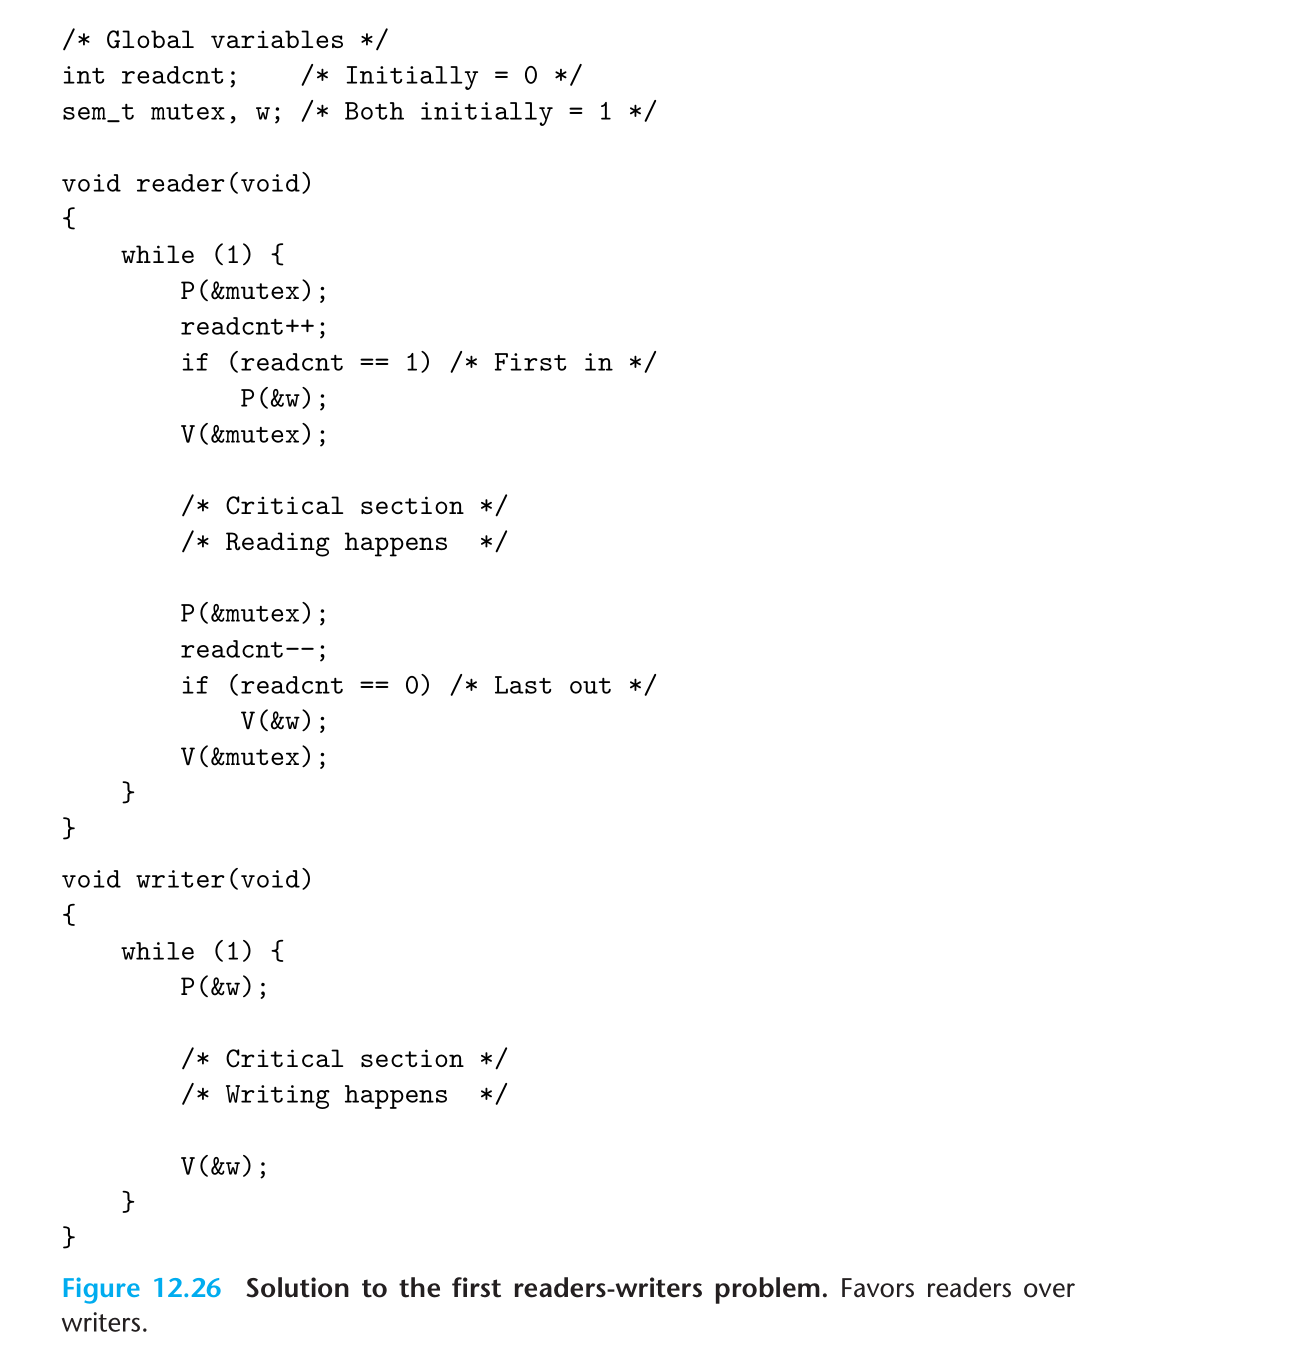 /* Global variables */
int readcnt;    /* Initially = 0 */
sem_t mutex, w; /* Both initially = 1 */

void reader(void)
{
    while (1) {
        P(&mutex);
        readcnt++;
        if (readcnt == 1) /* First in */
            P(&w);
        V(&mutex);

        /* Critical section */
        /* Reading happens  */

        P(&mutex);
        readcnt--;
        if (readcnt == 0) /* Last out */
            V(&w);
        V(&mutex);
    }
}
void writer(void)
{
    while (1) {
        P(&w);

        /* Critical section */
        /* Writing happens  */

        V(&w);
    }
}
Figure 12.26 Solution to the first readers-writers problem. Favors readers over
writers.